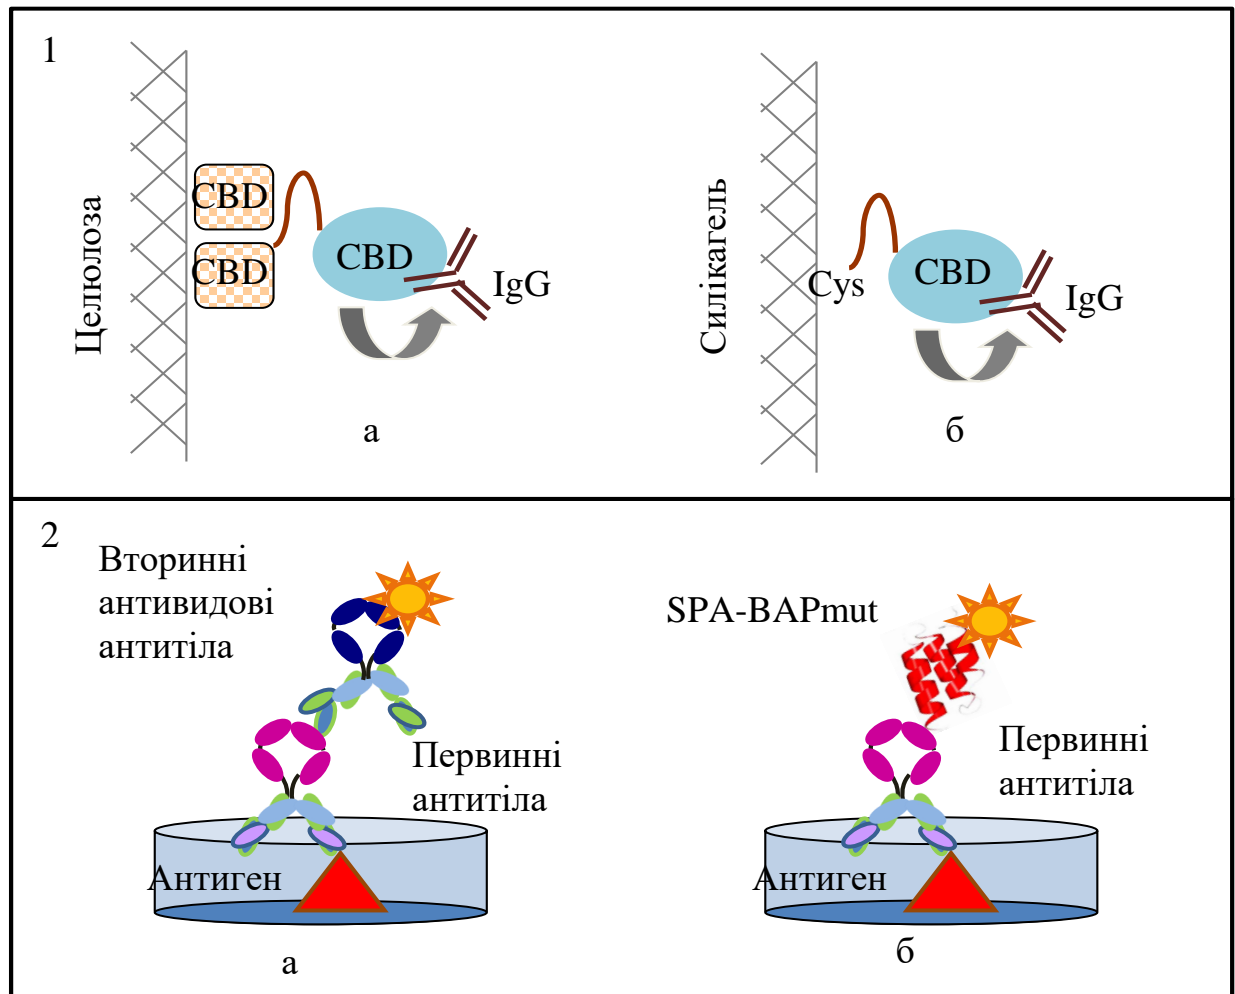 1
Целюлоза
CBD
CBD
CBD
IgG
а
Силікагель
Cys
CBD
IgG
б
2
Вторинні
антивидові
антитіла
Первинні
антитіла
Антиген
а
SPA-BAPmut
Первинні
антитіла
Антиген
б